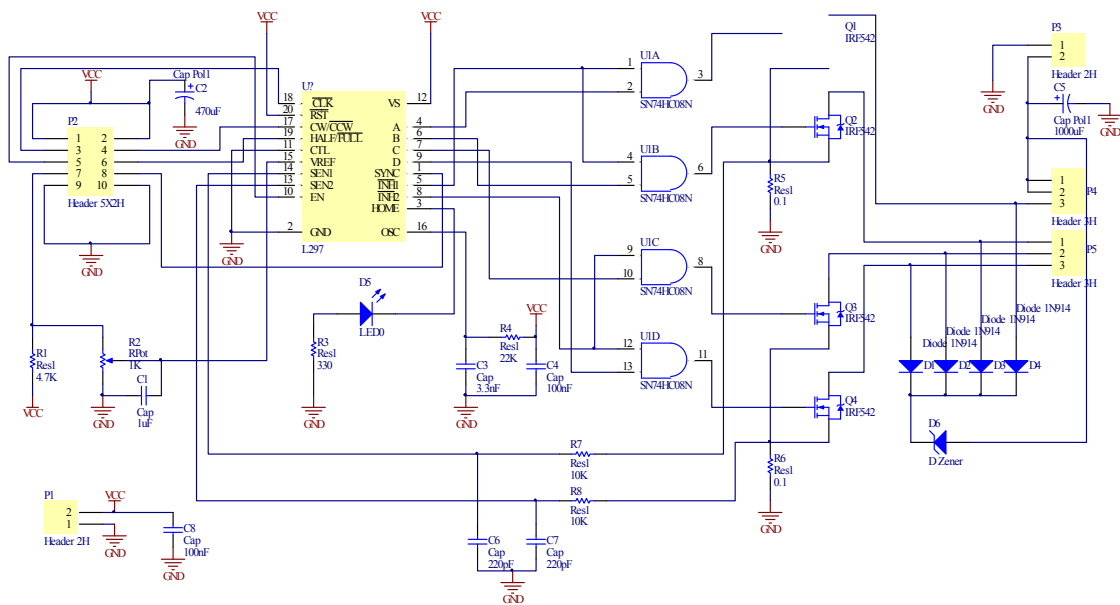 VCC
VCC
Q1
IRF542
P3
1
2
Header 2H
GND
C5
Cap Pol1
1000uF
GND
VCC
Cap Pol1
C2
470uF
GND
P2
1 2
3 4
5 6
7 8
9 10
Header 5X2H
GND
U?
18 CLK
20 RST
17 CW/CCW
19 HALF/FULL
11 CTL
15 VREF
14 SEN1
13 SEN2
10 EN
2 GND
VS 12
A 4
B 6
C 7
D 9
SYNC 1
INH1 5
INH2 8
HOME 3
OSC 16
L297
GND
U1A
1
2
3
SN74HC08N
U1B
4
5
6
SN74HC08N
U1C
9
10
8
SN74HC08N
U1D
12
13
11
SN74HC08N
Q2
IRF542
R5
Res1
0.1
GND
P4
1
2
3
Header 3H
P5
1
2
3
Header 3H
Q3
IRF542
Q4
IRF542
Diode 1N914
Diode 1N914
Diode 1N914
Diode 1N914
D1
D2
D3
D4
D6
D Zener
D5
LED0
R3
Res1
330
GND
VCC
R4
Res1
22K
C3
Cap
3.3nF
C4
Cap
100nF
GND
R1
Res1
4.7K
VCC
R2
RPot
1K
C1
Cap
1uF
GND
R7
Res1
10K
R8
Res1
10K
R6
Res1
0.1
GND
P1
2
1
Header 2H
VCC
GND
C8
Cap
100nF
GND
C6
Cap
220pF
C7
Cap
220pF
GND